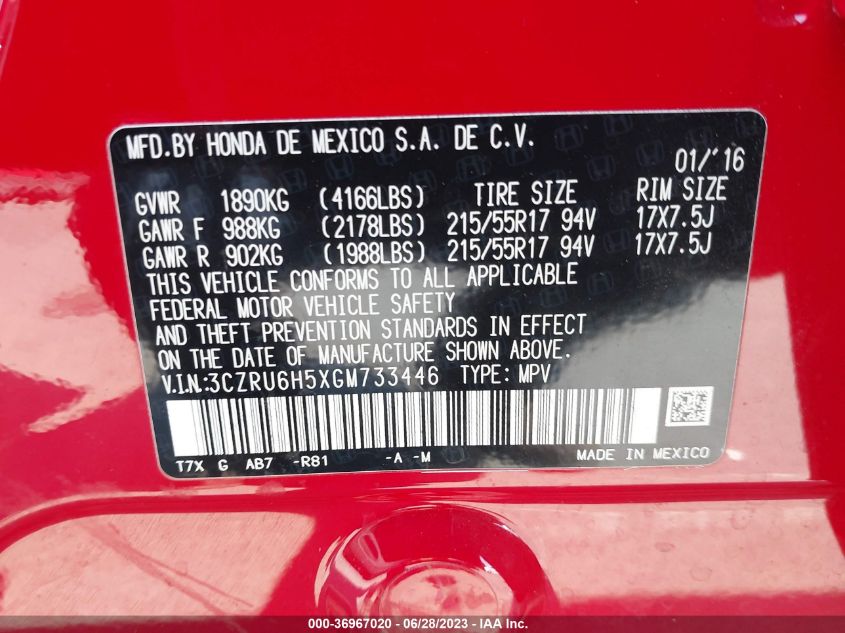 MFD.BY HONDA DE MEXICO S.A. DE C.V.
01/'16
GVWR 1890KG (4166LBS) TIRE SIZE RIM SIZE
GAWR F 988KG (2178LBS) 215/55R17 94V 17X7.5J
GAWR R 902KG (1988LBS) 215/55R17 94V 17X7.5J
THIS VEHICLE CONFORMS TO ALL APPLICABLE
FEDERAL MOTOR VEHICLE SAFETY
AND THEFT PREVENTION STANDARDS IN EFFECT
ON THE DATE OF MANUFACTURE SHOWN ABOVE.
V.I.N.:3CZRU6H5XGM733446 TYPE: MPV
T7X G AB7 -R81 -A -M MADE IN MEXICO
000-36967020 | 06/28/2023 | © IAA Inc.